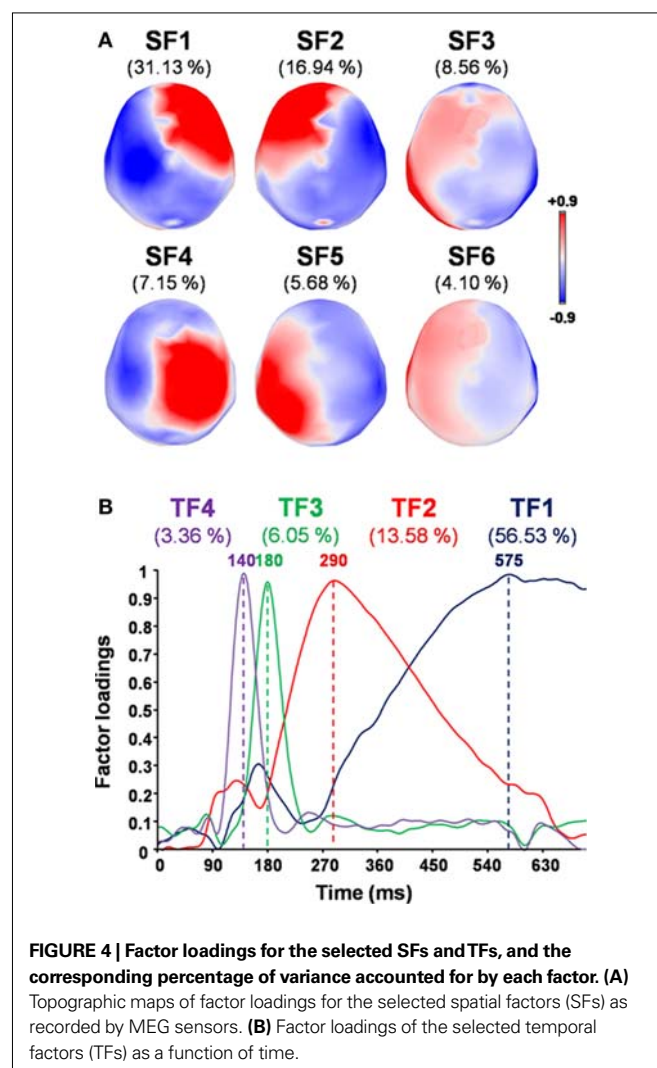 A
SF1 SF2 SF3
(31.13 %) (16.94 %) (8.56 %)
+0.9
-0.9
SF4 SF5 SF6
(7.15 %) (5.68 %) (4.10 %)
B
TF4 TF3 TF2 TF1
(3.36 %) (6.05 %) (13.58 %) (56.53 %)
140 180 290 575
Factor loadings
1
0.9
0.8
0.7
0.6
0.5
0.4
0.3
0.2
0.1
0
0 90 180 270 360 450 540 630
Time (ms)
FIGURE 4 | Factor loadings for the selected SFs and TFs, and the
corresponding percentage of variance accounted for by each factor. (A)
Topographic maps of factor loadings for the selected spatial factors (SFs) as
recorded by MEG sensors. (B) Factor loadings of the selected temporal
factors (TFs) as a function of time.